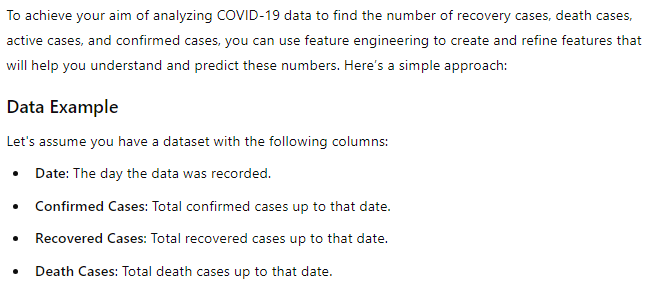 To achieve your aim of analyzing COVID-19 data to find the number of recovery cases, death cases,
active cases, and confirmed cases, you can use feature engineering to create and refine features that
will help you understand and predict these numbers. Here's a simple approach:
Data Example
Let's assume you have a dataset with the following columns:
• Date: The day the data was recorded.
• Confirmed Cases: Total confirmed cases up to that date.
• Recovered Cases: Total recovered cases up to that date.
• Death Cases: Total death cases up to that date.